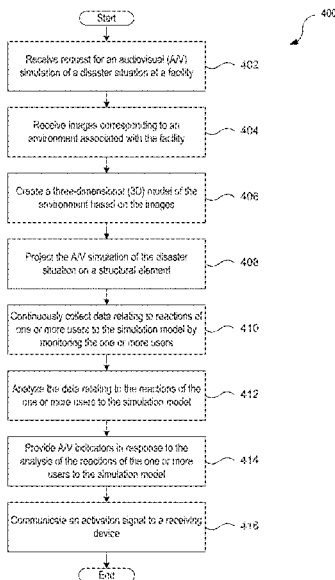 400
Start
Receive request for an audiovisual (A/V)
simulation of a disaster situation at a facility
402
Receive images corresponding to an
environment associated with the facility
404
Create a three-dimensional (3D) model of the
environment based on the images
406
Project the A/V simulation of the disaster
situation on a structural element
408
Continuously collect data relating to reactions of
one or more users to the simulation model by
monitoring the one or more users
410
Analyze the data relating to the reactions of the
one or more users to the simulation model
412
Provide A/V indicators in response to the
analysis of the reactions of the one or more
users to the simulation model
414
Communicate an activation signal to a receiving
device
416
End